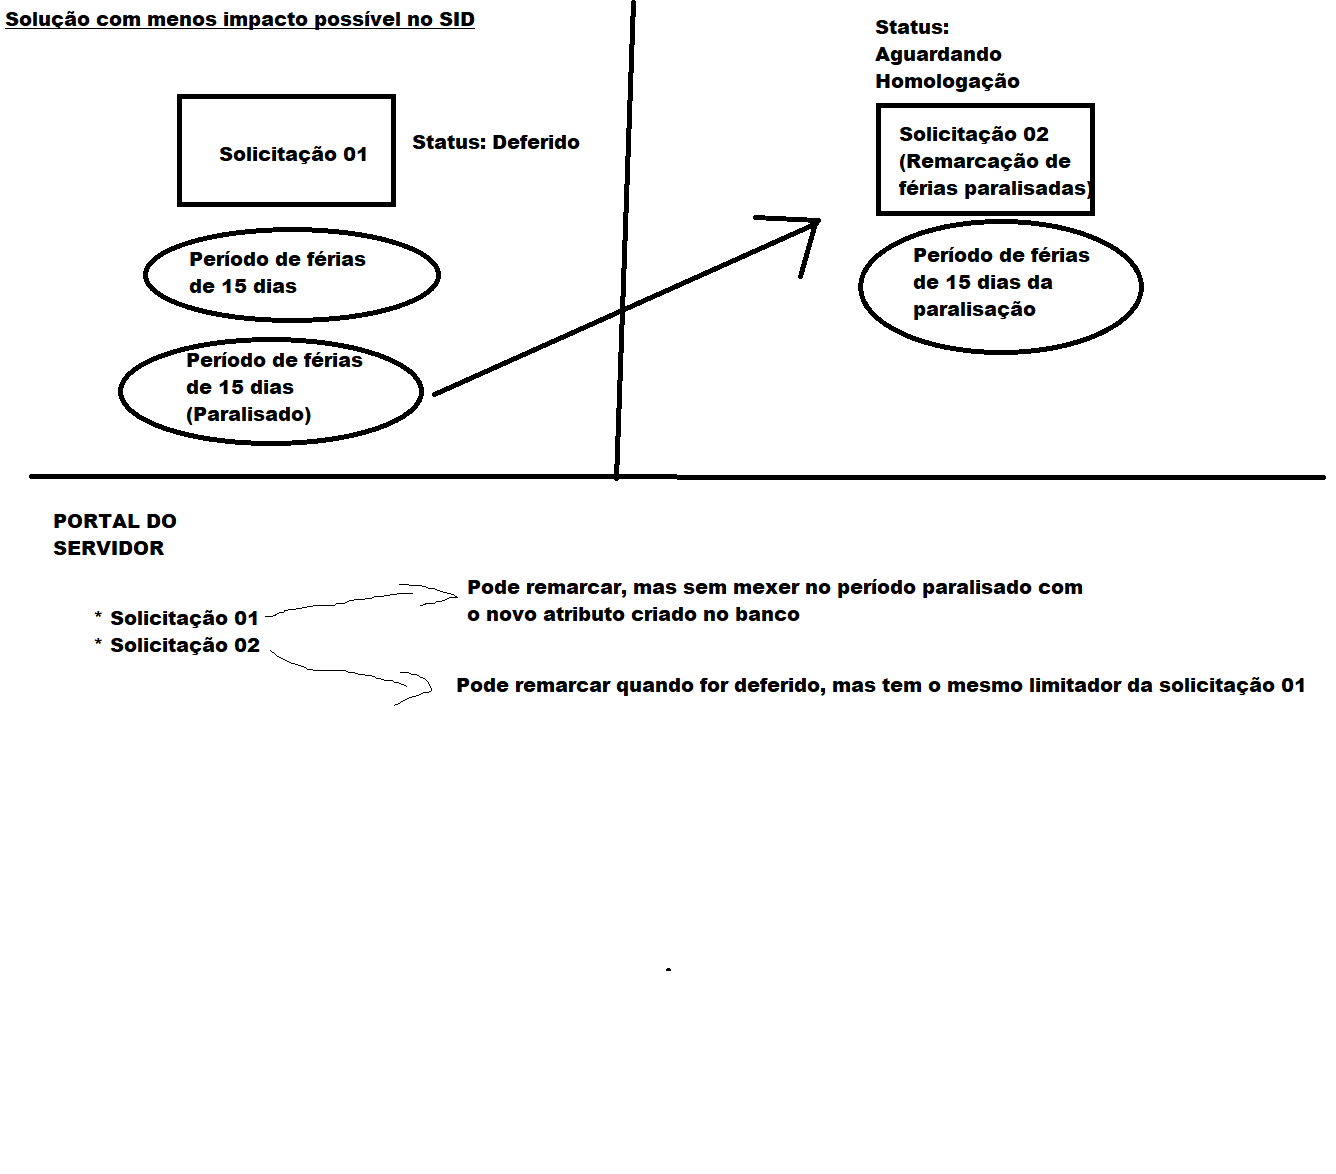 Solução com menos impacto possível no SID
Solicitação 01
Status: Deferido
Período de férias
de 15 dias
Período de férias
de 15 dias
(Paralisado)
Status:
Aguardando
Homologação
Solicitação 02
(Remarcação de
férias paralisadas)
Período de férias
de 15 dias da
paralisação
PORTAL DO
SERVIDOR
* Solicitação 01
* Solicitação 02
Pode remarcar, mas sem mexer no período paralisado com
o novo atributo criado no banco
Pode remarcar quando for deferido, mas tem o mesmo limitador da solicitação 01